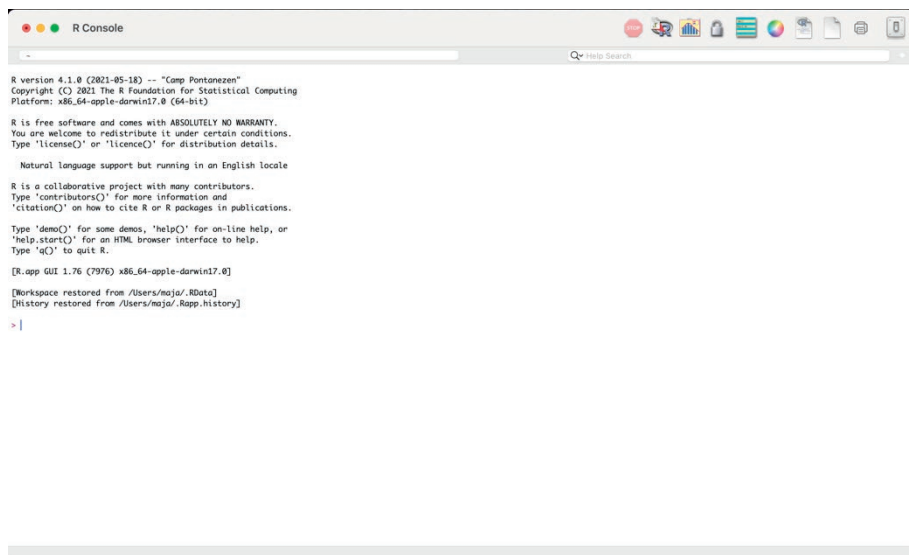 R Console
STOP
~
Help Search
R version 4.1.0 (2021-05-18) -- "Camp Pontanezen"
Copyright (C) 2021 The R Foundation for Statistical Computing
Platform: x86_64-apple-darwin17.0 (64-bit)
R is free software and comes with ABSOLUTELY NO WARRANTY.
You are welcome to redistribute it under certain conditions.
Type 'license()' or 'licence()' for distribution details.
Natural language support but running in an English locale
R is a collaborative project with many contributors.
Type 'contributors()' for more information and
'citation()' on how to cite R or R packages in publications.
Type 'demo()' for some demos, 'help()' for on-line help, or
'help.start()' for an HTML browser interface to help.
Type 'q()' to quit R.
[R.app GUI 1.76 (7976) x86_64-apple-darwin17.0]
[Workspace restored from /Users/maja/.RData]
[History restored from /Users/maja/.Rapp.history]
>